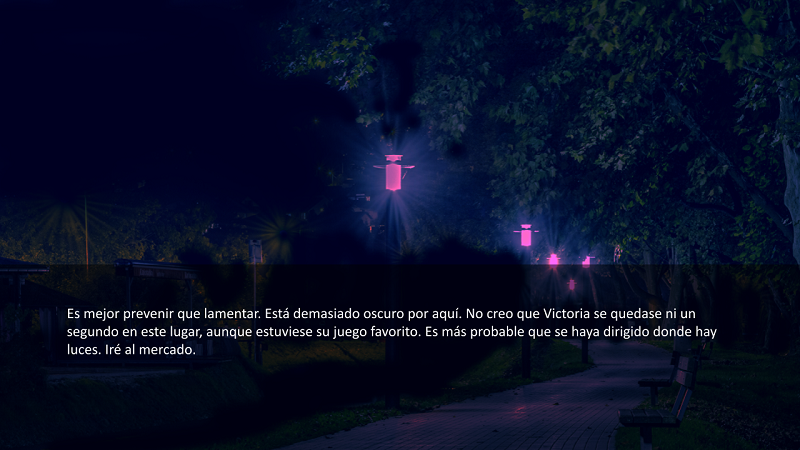 Es mejor prevenir que lamentar. Está demasiado oscuro por aquí. No creo que Victoria se quedase ni un
segundo en este lugar, aunque estuviese su juego favorito. Es más probable que se haya dirigido donde hay
luces. Iré al mercado.